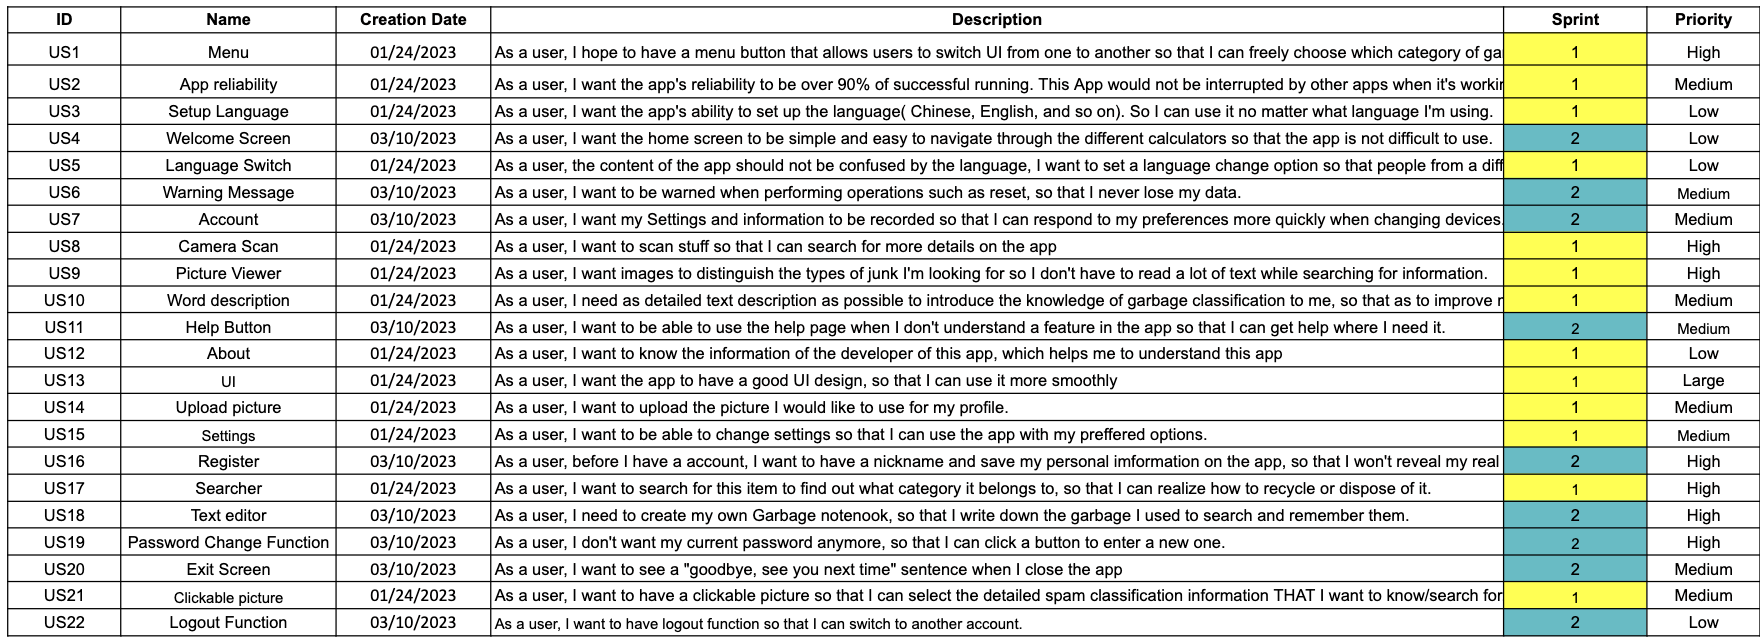 ID Name Creation Date Description Sprint Priority
US1 Menu 01/24/2023 As a user, I hope to have a menu button that allows users to switch UI from one to another so that I can freely choose which category of ga 1 High
US2 App reliability 01/24/2023 As a user, I want the app's reliability to be over 90% of successful running. This App would not be interrupted by other apps when it's workin 1 Medium
US3 Setup Language 01/24/2023 As a user, I want the app's ability to set up the language( Chinese, English, and so on). So I can use it no matter what language I'm using. 1 Low
US4 Welcome Screen 03/10/2023 As a user, I want the home screen to be simple and easy to navigate through the different calculators so that the app is not difficult to use. 2 Low
US5 Language Switch 01/24/2023 As a user, the content of the app should not be confused by the language, I want to set a language change option so that people from a diff 1 Low
US6 Warning Message 03/10/2023 As a user, I want to be warned when performing operations such as reset, so that I never lose my data. 2 Medium
US7 Account 03/10/2023 As a user, I want my Settings and information to be recorded so that I can respond to my preferences more quickly when changing devices. 2 Medium
US8 Camera Scan 01/24/2023 As a user, I want to scan stuff so that I can search for more details on the app 1 High
US9 Picture Viewer 01/24/2023 As a user, I want images to distinguish the types of junk I'm looking for so I don't have to read a lot of text while searching for information. 1 High
US10 Word description 01/24/2023 As a user, I need as detailed text description as possible to introduce the knowledge of garbage classification to me, so that as to improve 1 Medium
US11 Help Button 03/10/2023 As a user, I want to be able to use the help page when I don't understand a feature in the app so that I can get help where I need it. 2 Medium
US12 About 01/24/2023 As a user, I want to know the information of the developer of this app, which helps me to understand this app 1 Low
US13 UI 01/24/2023 As a user, I want the app to have a good UI design, so that I can use it more smoothly 1 Large
US14 Upload picture 01/24/2023 As a user, I want to upload the picture I would like to use for my profile. 1 Medium
US15 Settings 01/24/2023 As a user, I want to be able to change settings so that I can use the app with my preffered options. 1 Medium
US16 Register 03/10/2023 As a user, before I have a account, I want to have a nickname and save my personal imformation on the app, so that I won't reveal my real 2 High
US17 Searcher 01/24/2023 As a user, I want to search for this item to find out what category it belongs to, so that I can realize how to recycle or dispose of it. 1 High
US18 Text editor 03/10/2023 As a user, I need to create my own Garbage notenook, so that I write down the garbage I used to search and remember them. 2 High
US19 Password Change Function 03/10/2023 As a user, I don't want my current password anymore, so that I can click a button to enter a new one. 2 High
US20 Exit Screen 03/10/2023 As a user, I want to see a "goodbye, see you next time" sentence when I close the app 2 Medium
US21 Clickable picture 01/24/2023 As a user, I want to have a clickable picture so that I can select the detailed spam classification information THAT I want to know/search for 1 Medium
US22 Logout Function 03/10/2023 As a user, I want to have logout function so that I can switch to another account. 2 Low